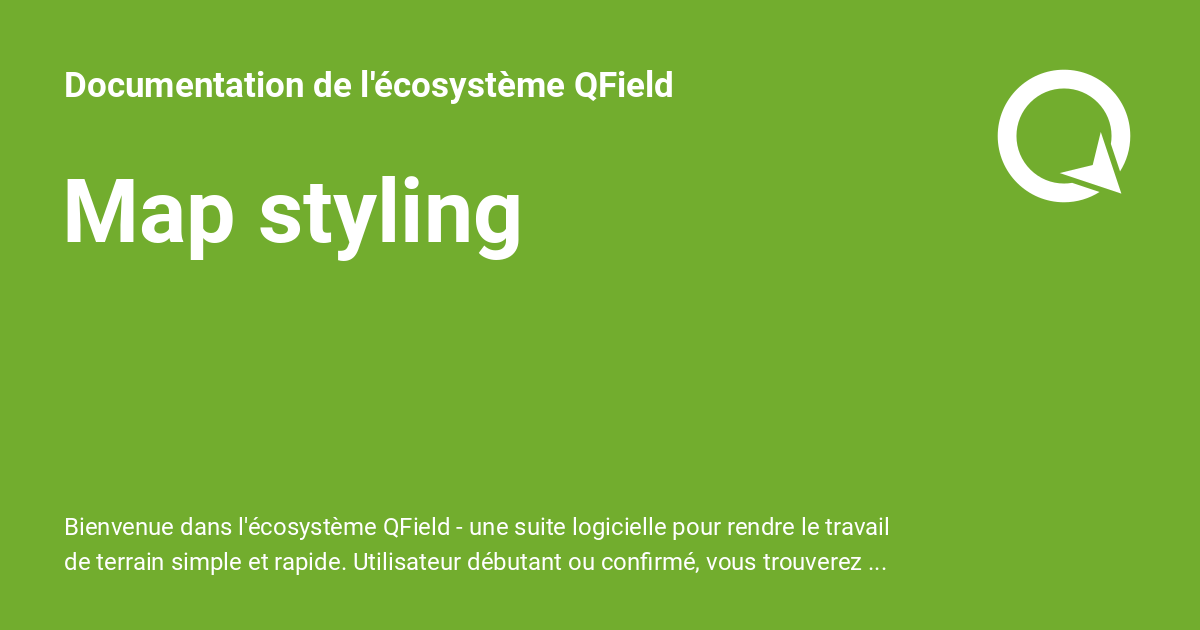 Documentation de l'écosystème QField
Map styling
Bienvenue dans l'écosystème QField - une suite logicielle pour rendre le travail
de terrain simple et rapide. Utilisateur débutant ou confirmé, vous trouverez ...